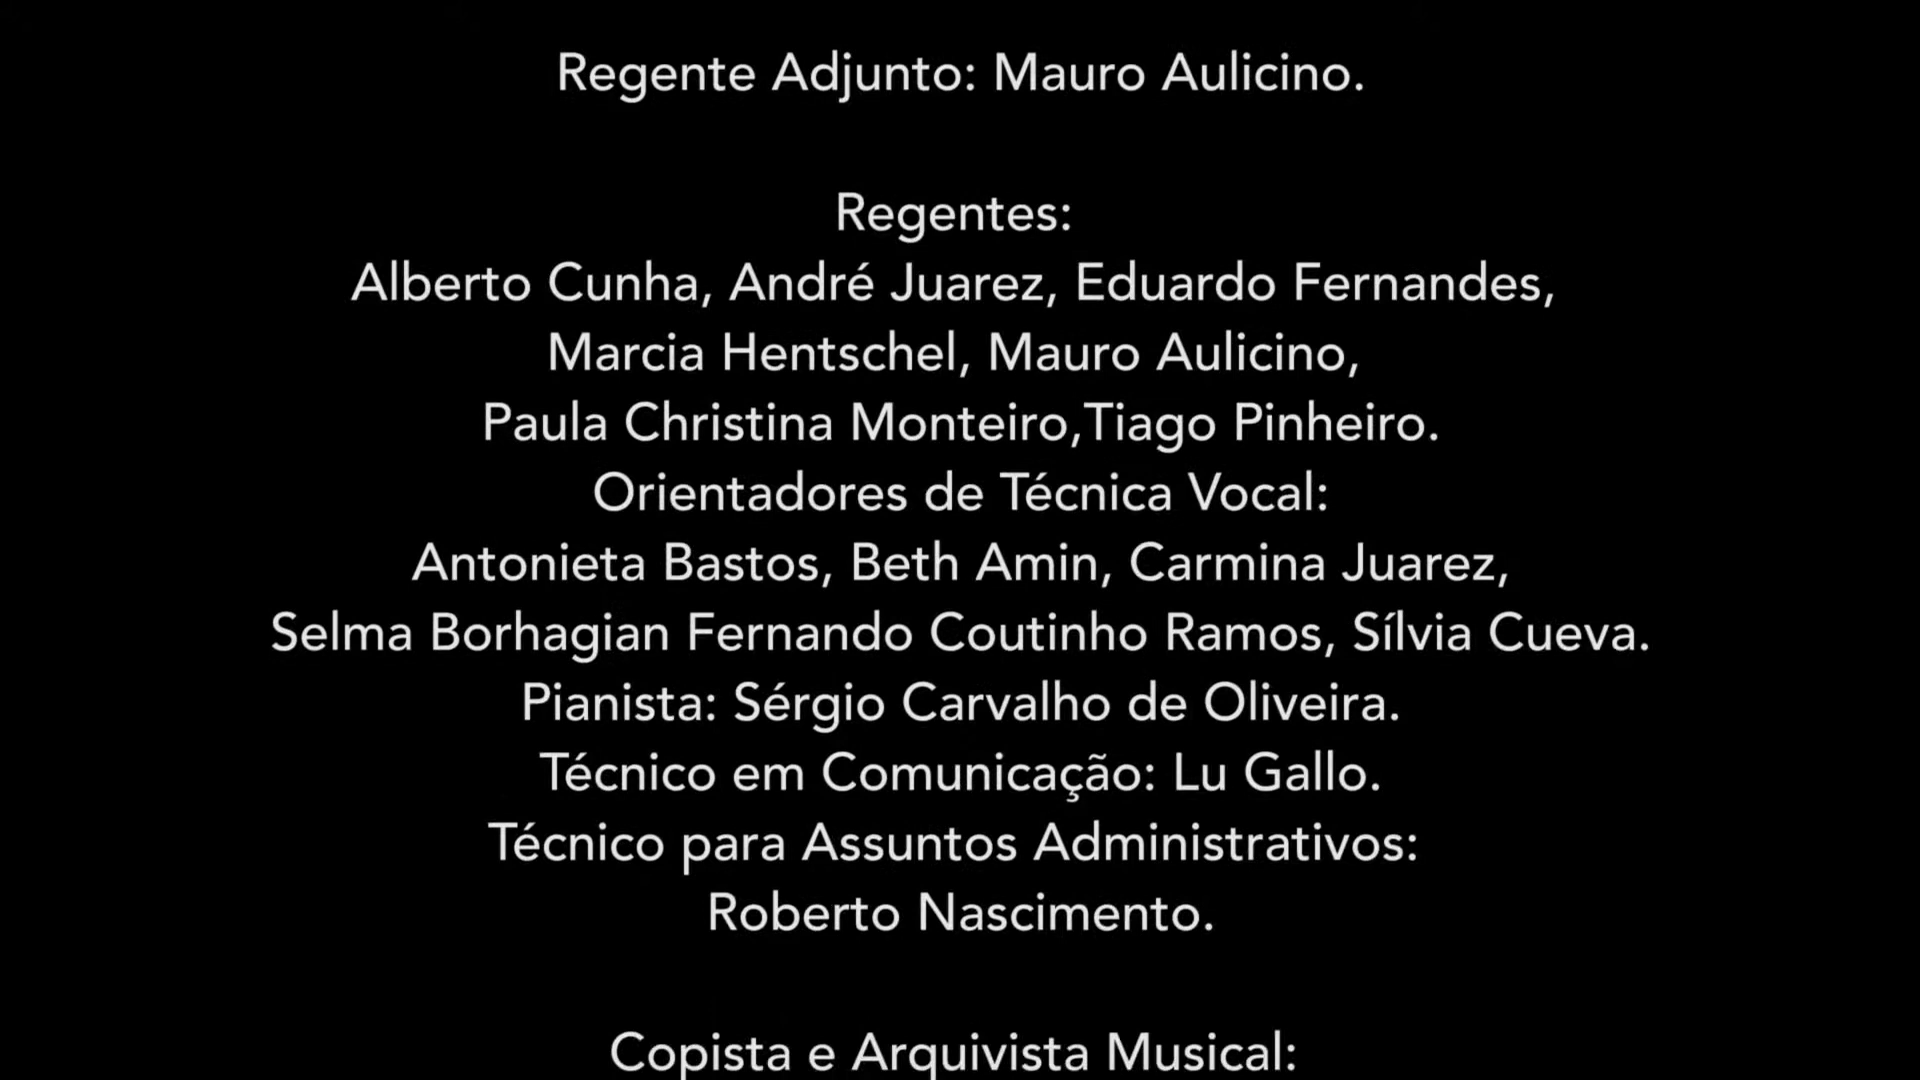 Regente Adjunto: Mauro Aulicino.
Regentes:
Alberto Cunha, André Juarez, Eduardo Fernandes,
Marcia Hentschel, Mauro Aulicino,
Paula Christina Monteiro,Tiago Pinheiro.
Orientadores de Técnica Vocal:
Antonieta Bastos, Beth Amin, Carmina Juarez,
Selma Borhagian Fernando Coutinho Ramos, Sílvia Cueva.
Pianista: Sérgio Carvalho de Oliveira.
Técnico em Comunicação: Lu Gallo.
Técnico para Assuntos Administrativos:
Roberto Nascimento.
Copista e Arquivista Musical: